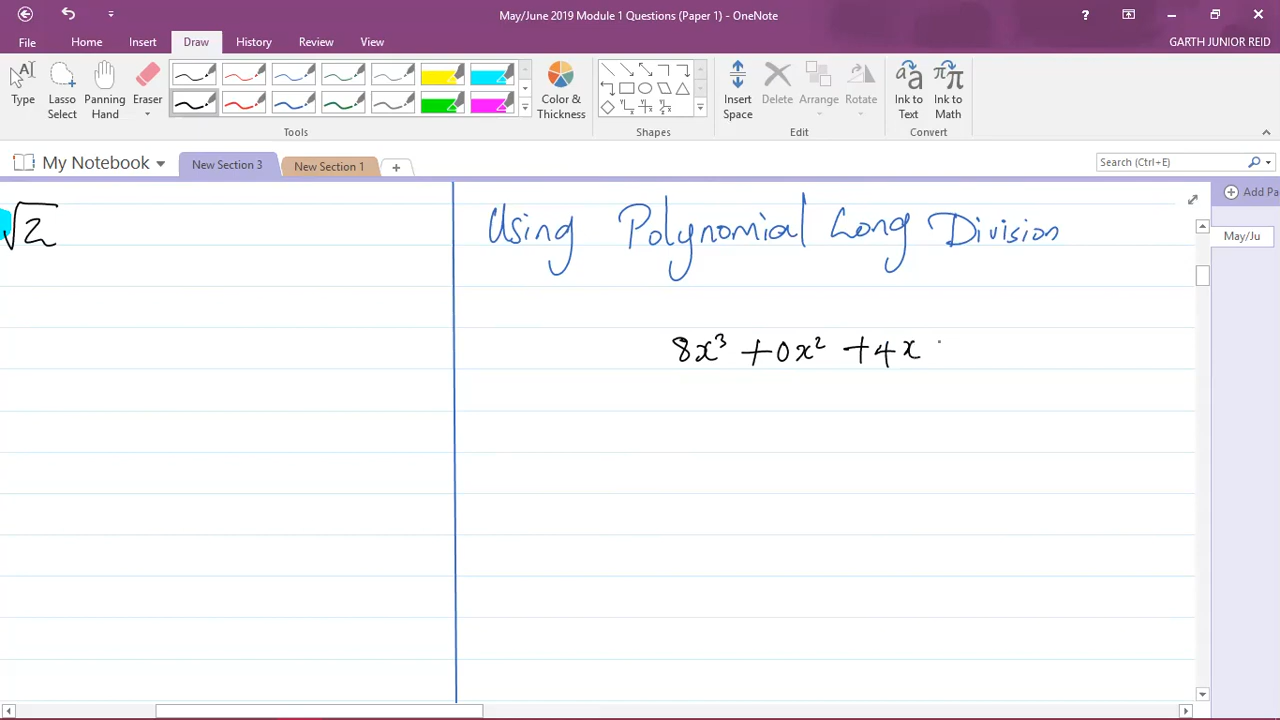 May/June 2019 Module 1 Questions (Paper 1) - OneNote
File Home Insert Draw History Review View GARTH JUNIOR REID
Type Lasso Select Panning Hand Eraser Color & Thickness Insert Space Delete Arrange Rotate Ink to Text Ink to Math
Tools Shapes Edit Convert
My Notebook New Section 3 New Section 1 + Search (Ctrl+E)
Add Pa
May/Ju
√2
Using Polynomial Long Division
8x³ +0x² +4x